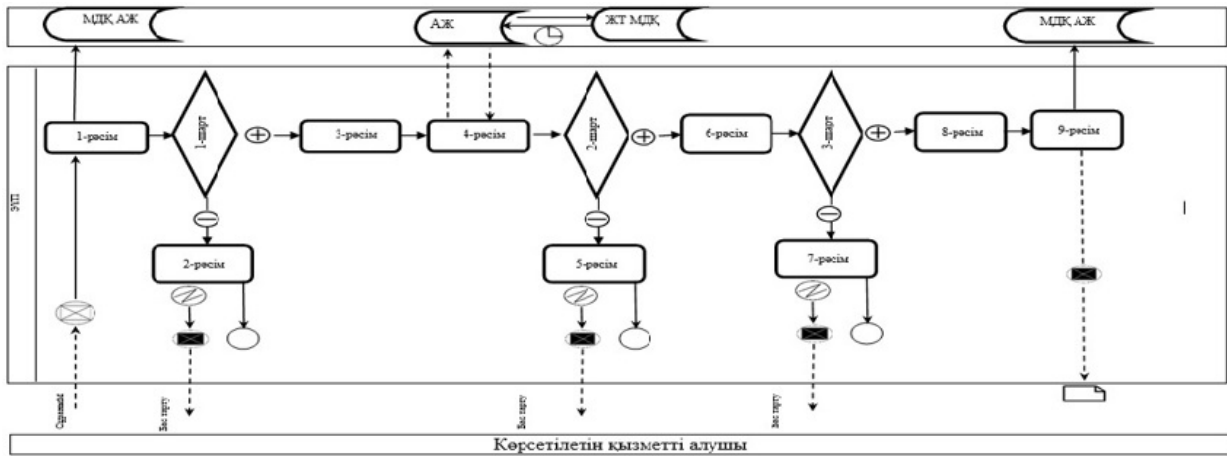 МДҚ АЖ
АЖ
ЖТ МДҚ
МДҚ АЖ
1-рәсім
1-шарт
3-рәсім
4-рәсім
2-шарт
6-рәсім
3-шарт
8-рәсім
9-рәсім
ЭҮП
2-рәсім
5-рәсім
7-рәсім
Бас тарту
Бас тарту
Бас тарту
Көрсетілетін қызметті алушы